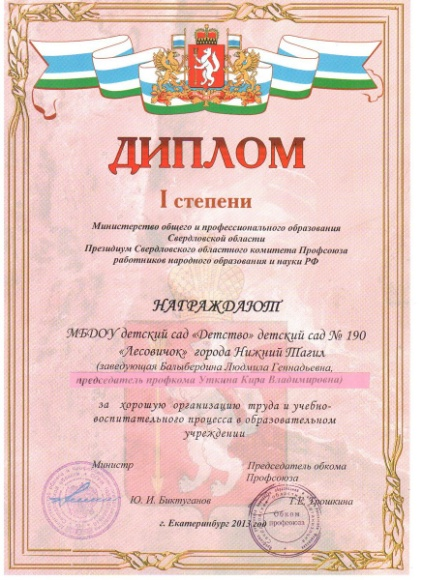 ДИПЛОМ
I степени
Министерство общего и профессионального образования
Свердловской области
Президиум Свердловского областного комитета Профсоюза
работников народного образования и науки РФ
НАГРАЖДАЮТ
МБДОУ детский сад «Детство» детский сад № 190
«Лесовичок» города Нижний Тагил
(заведующая Балыбердина Людмила Геннадьевна,
председатель профкома Уткина Кира Владимировна)
за хорошую организацию труда и учебно-
воспитательного процесса в образовательном
учреждении
Министр
Председатель обкома
Профсоюза
Ю. И. Биктуганов
Т.Е. Трошкина
Обком
профсоюза
г. Екатеринбург 2013 год